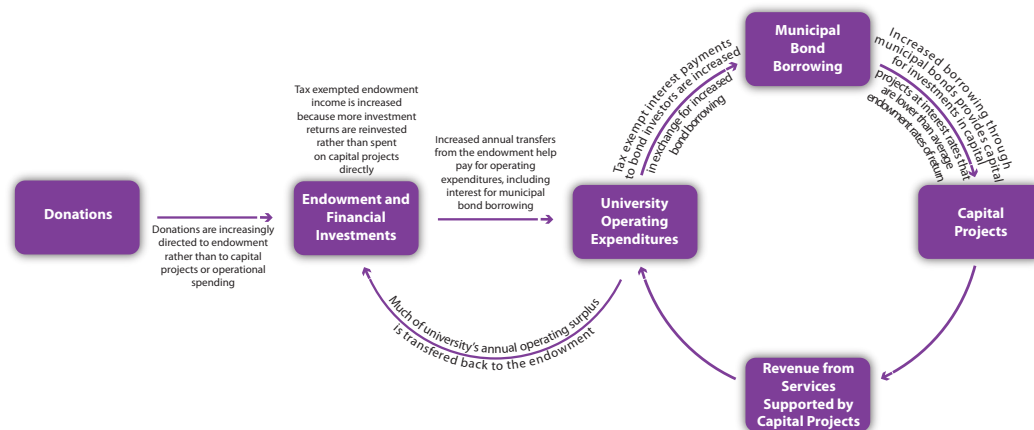 Donations
Donations are increasingly
directed to endowment
rather than to capital
projects or operational
spending
Tax exempted endowment
income is increased
because more investment
returns are reinvested
rather than spent
on capital projects
directly
Endowment and
Financial
Investments
Increased annual transfers
from the endowment help
pay for operating
expenditures, including
interest for municipal
bond borrowing
University
Operating
Expenditures
Much of university's annual operating surplus
is transfered back to the endowment
Tax exempt interest payments
to bond investors are increased
in exchange for increased
bond borrowing
Municipal
Bond
Borrowing
Increased borrowing through
municipal bonds provides capital
for investments in capital
projects at interest rates that
are lower than average
endowment rates of return
Capital
Projects
Revenue from
Services
Supported by
Capital Projects